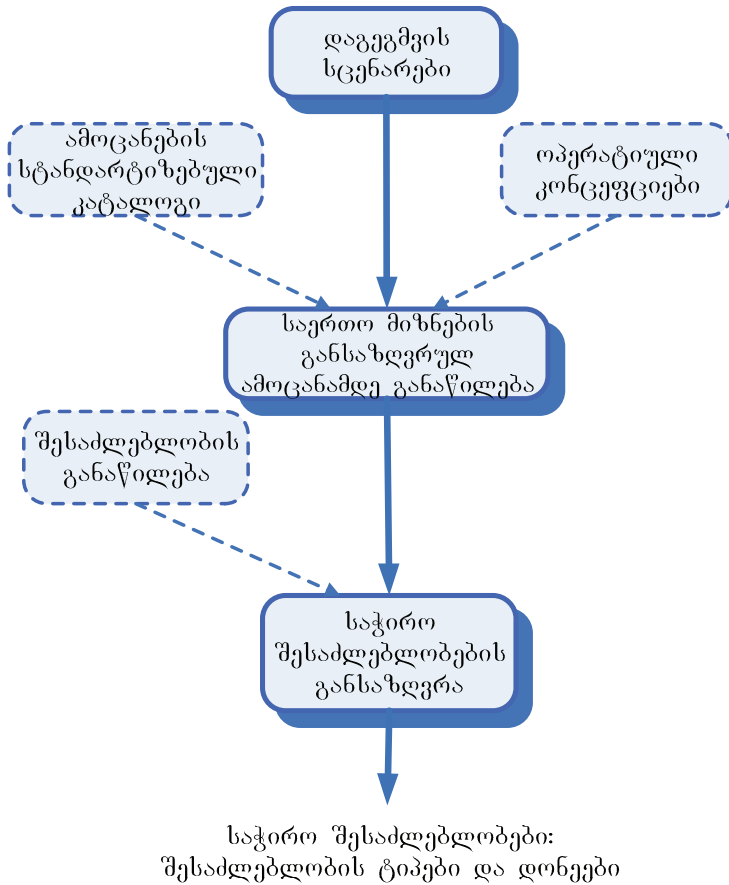 დაგეგმვის
სცენარები
ამოცანების
სტანდარტიზებული
კატალოგი
ოპერატიული
კონცეფციები
საერთო მიზნების
განსაზღვრულ
ამოცანამდე განაწილება
შესაძლებლობის
განაწილება
საჭირო
შესაძლებლობების
განსაზღვრა
საჭირო შესაძლებლობები:
შესაძლებლობის ტიპები და დონეები